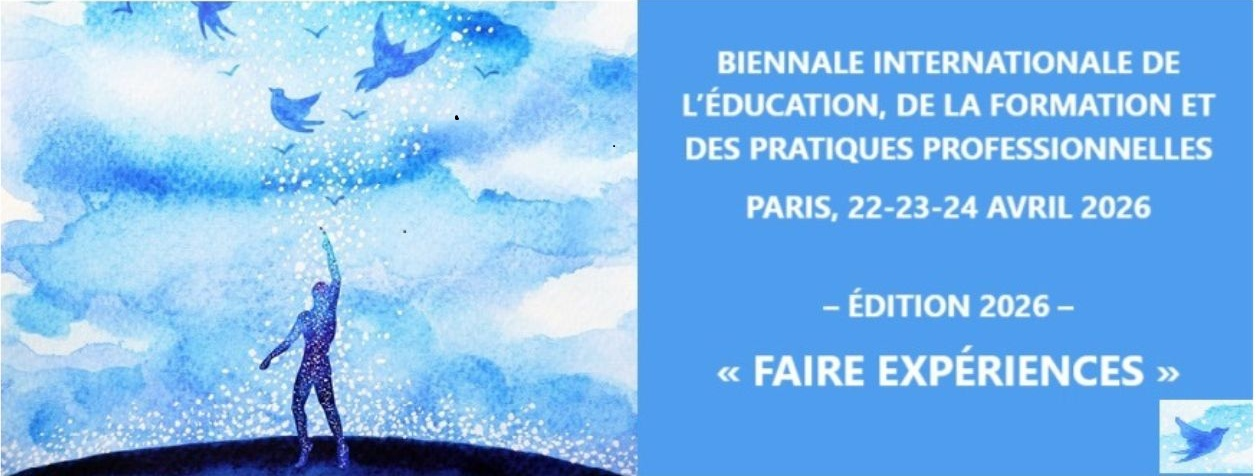 BIENNALE INTERNATIONALE DE
L'ÉDUCATION, DE LA FORMATION ET
DES PRATIQUES PROFESSIONNELLES
PARIS, 22-23-24 AVRIL 2026
– ÉDITION 2026 –
« FAIRE EXPÉRIENCES »